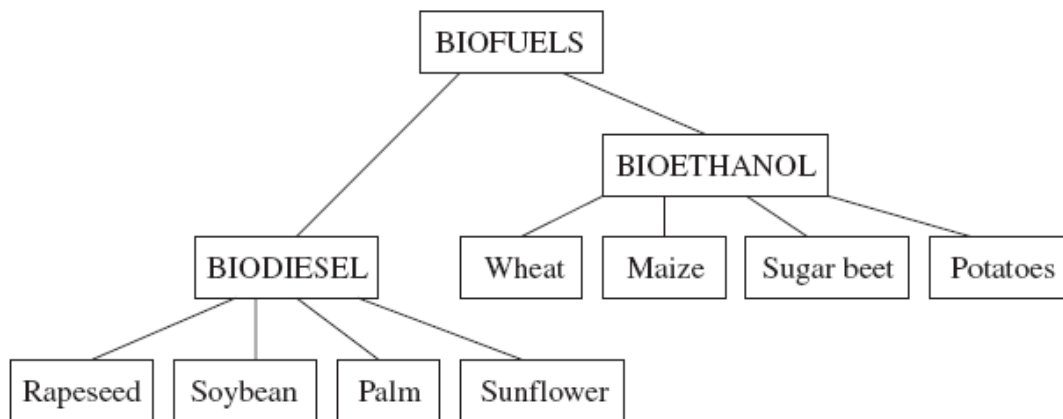 BIOFUELS
BIOETHANOL
BIODIESEL
Wheat
Maize
Sugar beet
Potatoes
Rapeseed
Soybean
Palm
Sunflower